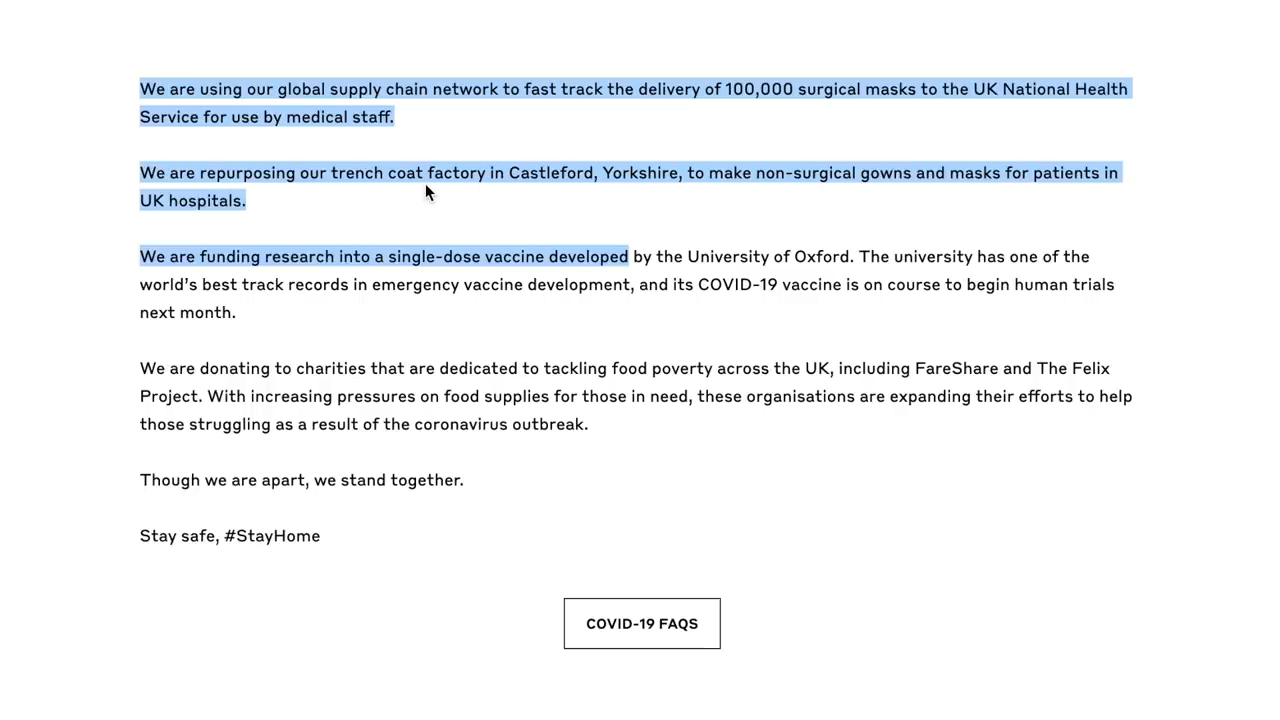 We are using our global supply chain network to fast track the delivery of 100,000 surgical masks to the UK National Health
Service for use by medical staff.
We are repurposing our trench coat factory in Castleford, Yorkshire, to make non-surgical gowns and masks for patients in
UK hospitals.
We are funding research into a single-dose vaccine developed by the University of Oxford. The university has one of the
world’s best track records in emergency vaccine development, and its COVID-19 vaccine is on course to begin human trials
next month.
We are donating to charities that are dedicated to tackling food poverty across the UK, including FareShare and The Felix
Project. With increasing pressures on food supplies for those in need, these organisations are expanding their efforts to help
those struggling as a result of the coronavirus outbreak.
Though we are apart, we stand together.
Stay safe, #StayHome
COVID-19 FAQS